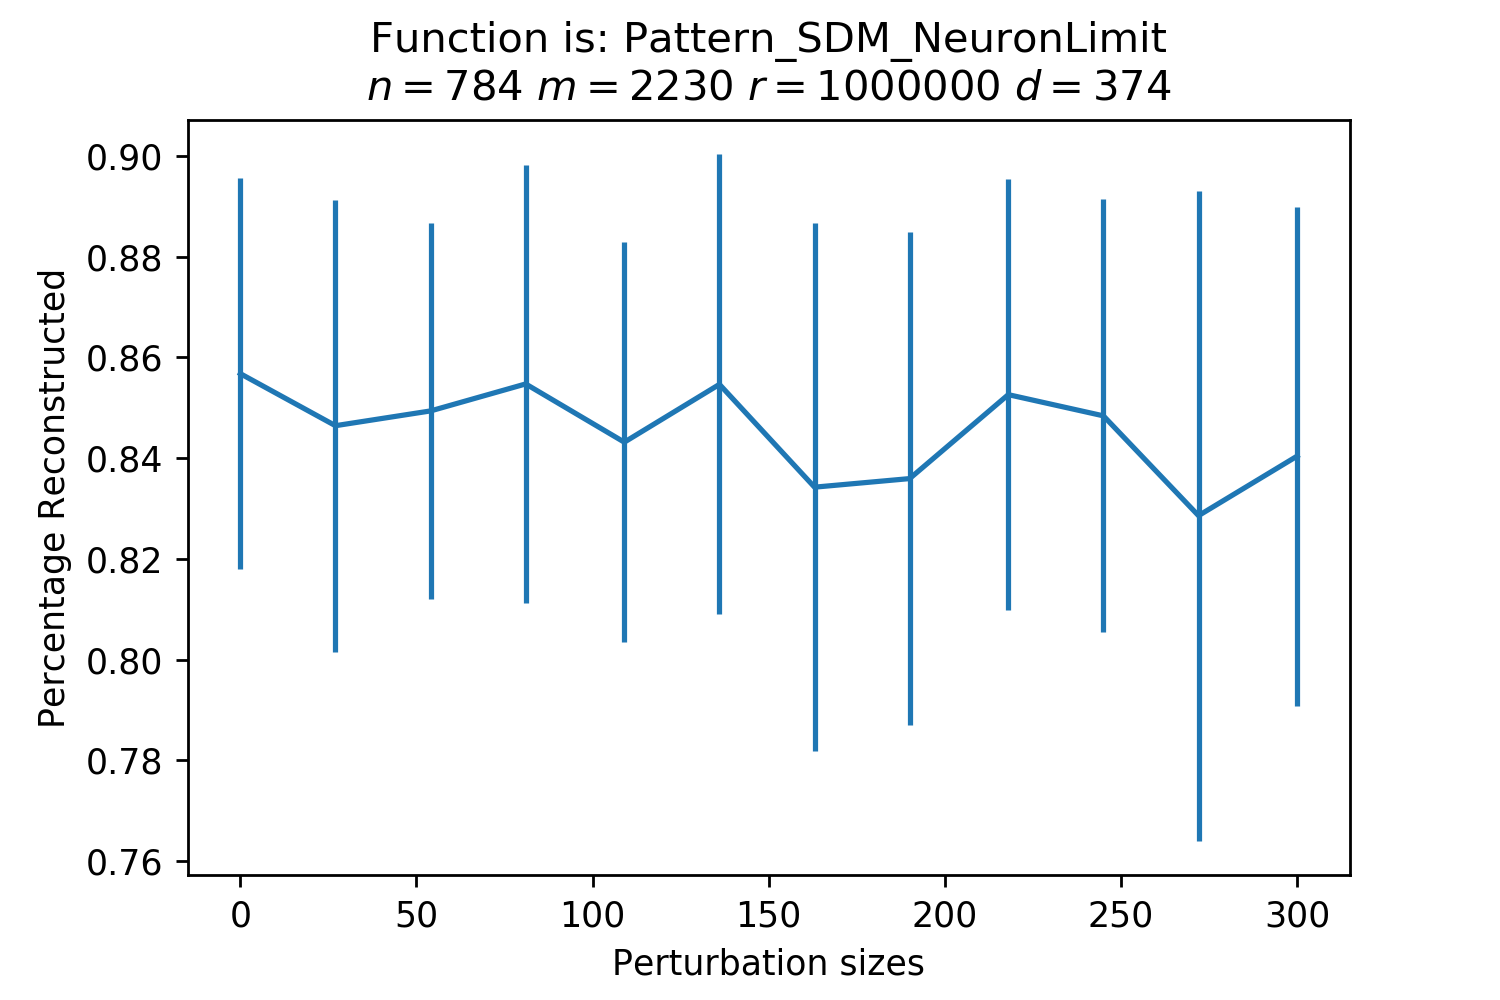 Function is: Pattern_SDM_NeuronLimit
n = 784 m = 2230 r = 1000000 d = 374
Percentage Reconstructed
0.90
0.88
0.86
0.84
0.82
0.80
0.78
0.76
0 50 100 150 200 250 300
Perturbation sizes